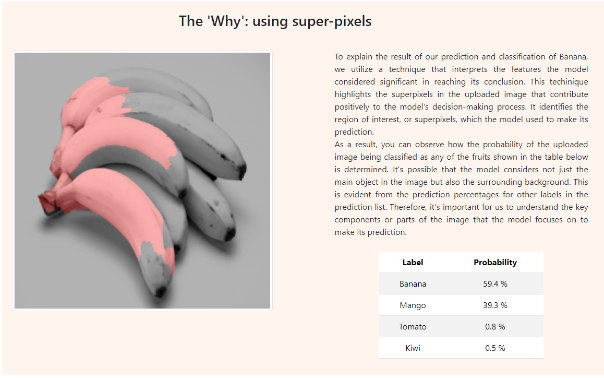 The 'Why': using super-pixels
To explain the result of our prediction and classification of Banana,
we utilize a technique that interprets the features the model
considered significant in reaching its conclusion. This techinique
highlights the superpixels in the uploaded image that contribute
positively to the model's decision-making process. It identifies the
region of interest, or superpixels, which the model used to make its
prediction.
As a result, you can observe how the probability of the uploaded
image being classified as any of the fruits shown in the table below
is determined. It's possible that the model considers not just the
main object in the image but also the surrounding background. This
is evident from the prediction percentages for other labels in the
prediction list. Therefore, it's important for us to understand the key
components or parts of the image that the model focuses on to
make its prediction.
Label Probability
Banana 59.4 %
Mango 39.3 %
Tomato 0.8 %
Kiwi 0.5 %